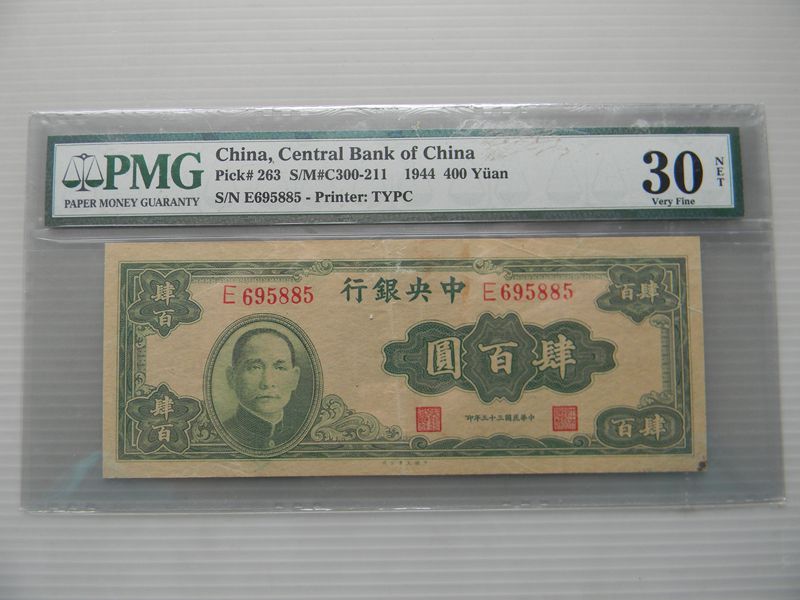 PMG
PAPER MONEY GUARANTY
China, Central Bank of China
Pick# 263 S/M#C300-211 1944 400 Yüan
S/N E695885 - Printer: TYPC
30 NET
Very Fine
肆百
E695885
行銀央中
E695885
百肆
圓百肆
肆百
印年三十三國民華中
百肆